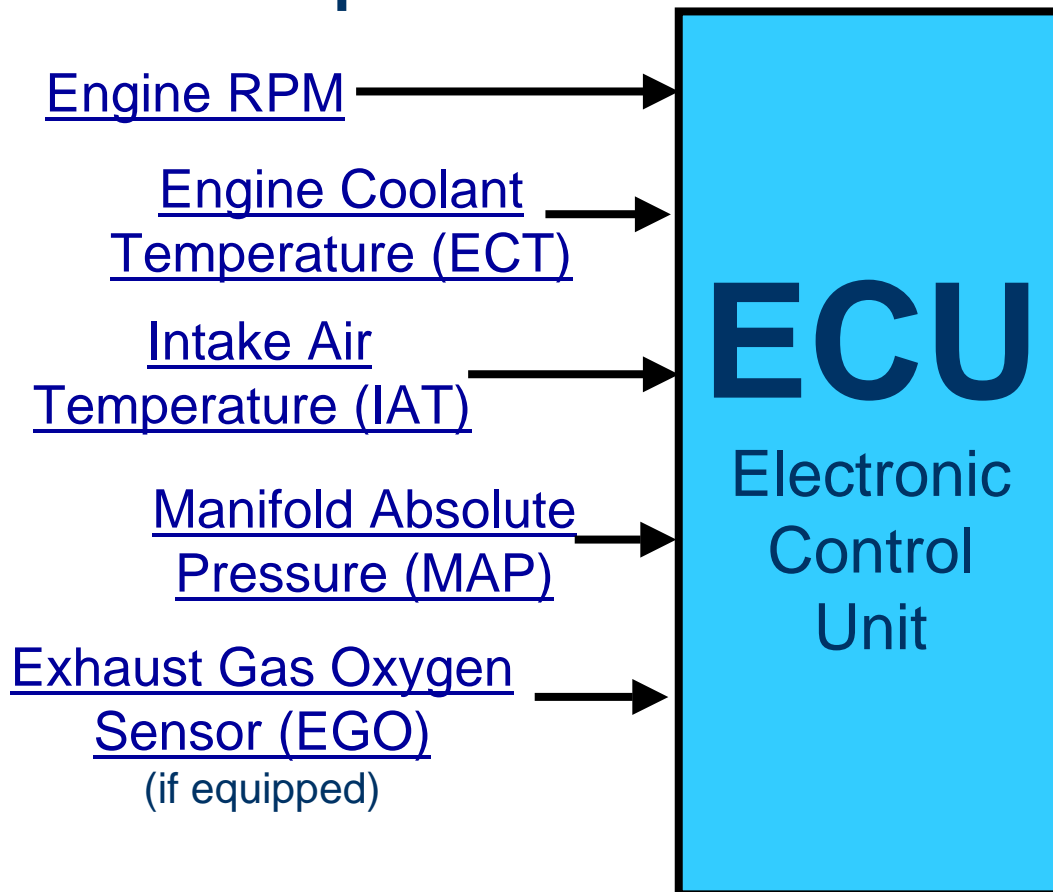 Engine RPM
Engine Coolant
Temperature (ECT)
Intake Air
Temperature (IAT)
Manifold Absolute
Pressure (MAP)
Exhaust Gas Oxygen
Sensor (EGO)
(if equipped)
ECU
Electronic
Control
Unit